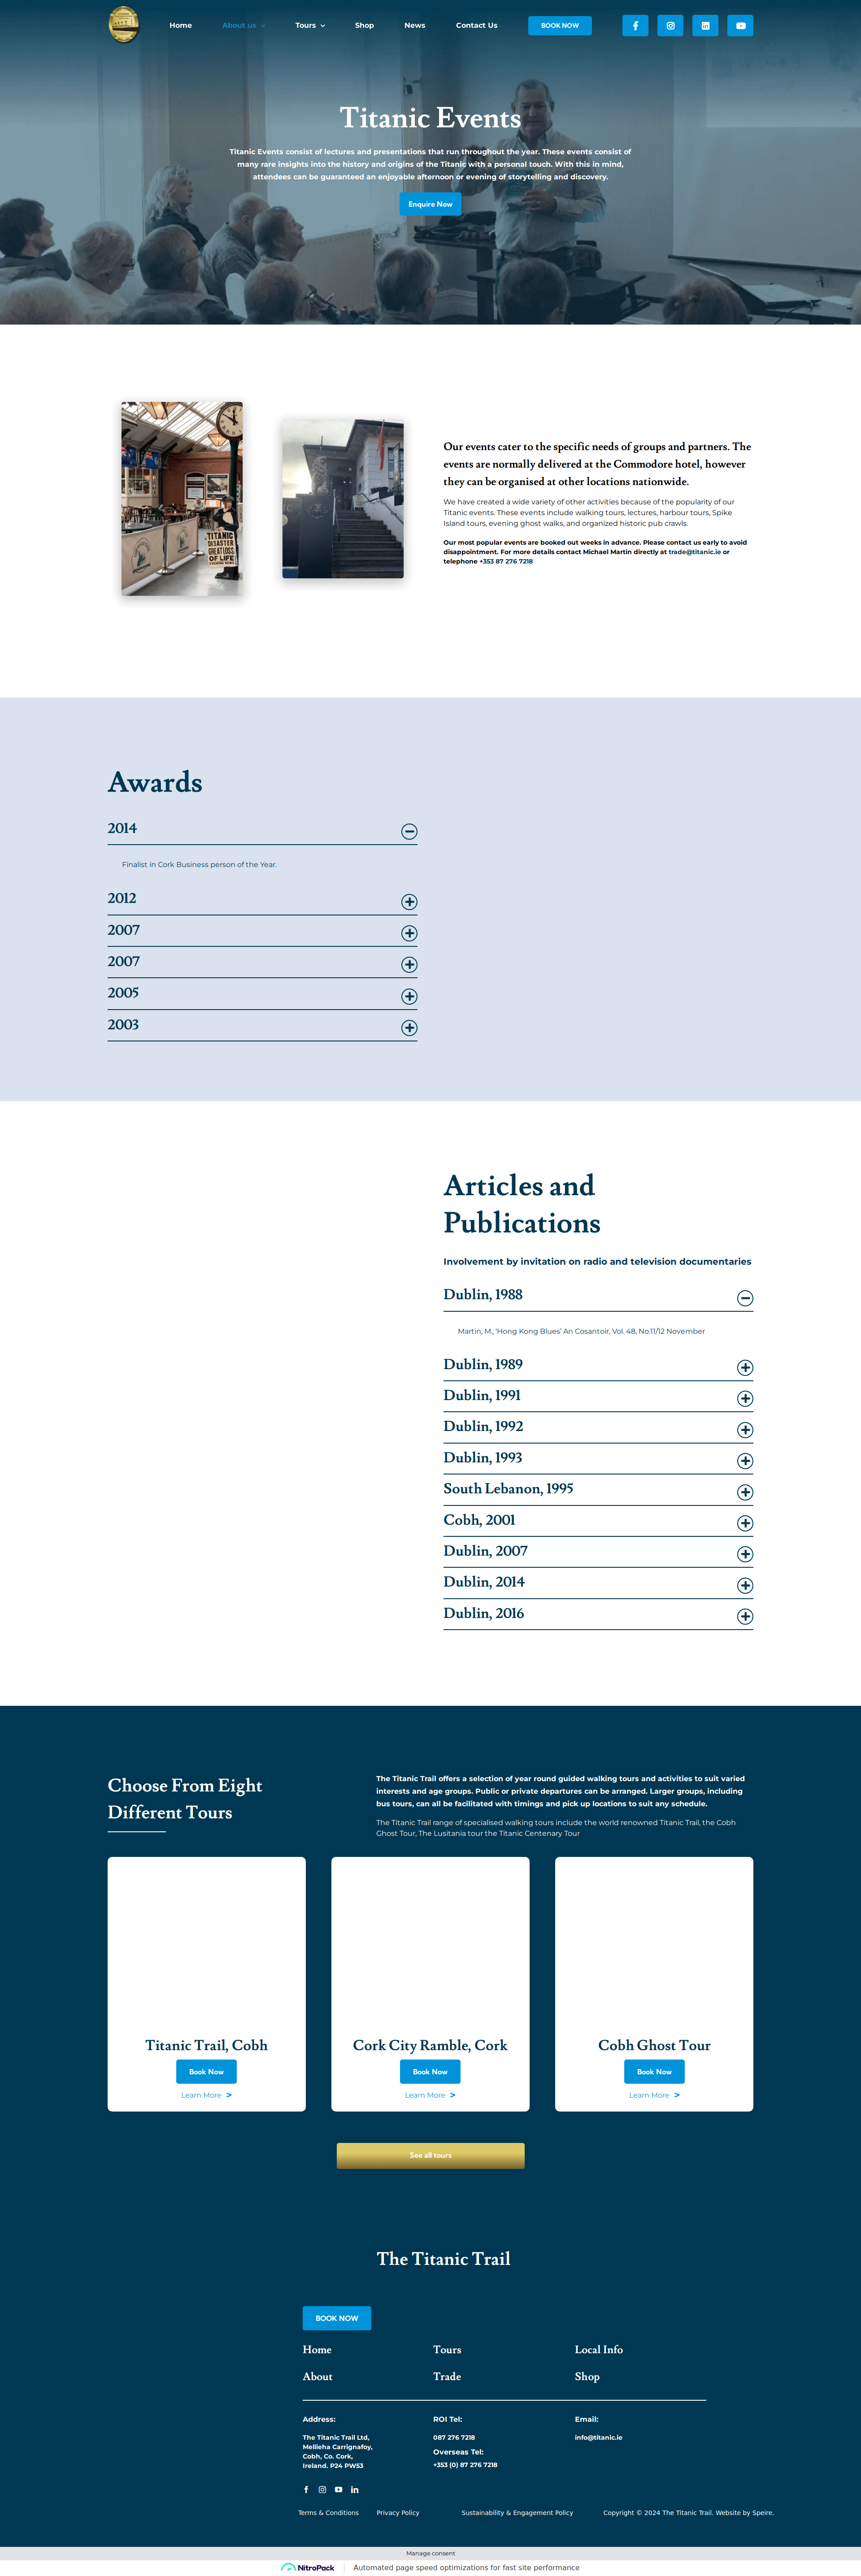 Home
About us
Tours
Shop
News
Contact Us
BOOK NOW
Titanic Events
Titanic Events consist of lectures and presentations that run throughout the year. These events consist of
many rare insights into the history and origins of the Titanic with a personal touch. With this in mind,
attendees can be guaranteed an enjoyable afternoon or evening of storytelling and discovery.
Enquire Now
TITANIC
DISASTER
GREAT LOSS
OF LIFE
EVENING NEWS
Our events cater to the specific needs of groups and partners. The
events are normally delivered at the Commodore hotel, however
they can be organised at other locations nationwide.
We have created a wide variety of other activities because of the popularity of our
Titanic events. These events include walking tours, lectures, harbour tours, Spike
Island tours, evening ghost walks, and organized historic pub crawls.
Our most popular events are booked out weeks in advance. Please contact us early to avoid
disappointment. For more details contact Michael Martin directly at trade@titanic.ie or
telephone +353 87 276 7218
Awards
2014
Finalist in Cork Business person of the Year.
2012
2007
2007
2005
2003
Articles and
Publications
Involvement by invitation on radio and television documentaries
Dublin, 1988
Martin, M., ‘Hong Kong Blues’ An Cosantoir, Vol. 48, No.11/12 November
Dublin, 1989
Dublin, 1991
Dublin, 1992
Dublin, 1993
South Lebanon, 1995
Cobh, 2001
Dublin, 2007
Dublin, 2014
Dublin, 2016
Choose From Eight
Different Tours
The Titanic Trail offers a selection of year round guided walking tours and activities to suit varied
interests and age groups. Public or private departures can be arranged. Larger groups, including
bus tours, can all be facilitated with timings and pick up locations to suit any schedule.
The Titanic Trail range of specialised walking tours include the world renowned Titanic Trail, the Cobh
Ghost Tour, The Lusitania tour the Titanic Centenary Tour
Titanic Trail, Cobh
Book Now
Learn More >
Cork City Ramble, Cork
Book Now
Learn More >
Cobh Ghost Tour
Book Now
Learn More >
See all tours
The Titanic Trail
BOOK NOW
Home
Tours
Local Info
About
Trade
Shop
Address:
The Titanic Trail Ltd,
Mellieha Carrignafoy,
Cobh, Co. Cork,
Ireland. P24 PW53
ROI Tel:
087 276 7218
Overseas Tel:
+353 (0) 87 276 7218
Email:
info@titanic.ie
Terms & Conditions
Privacy Policy
Sustainability & Engagement Policy
Copyright © 2024 The Titanic Trail. Website by Speire.
Manage consent
NitroPack
Automated page speed optimizations for fast site performance